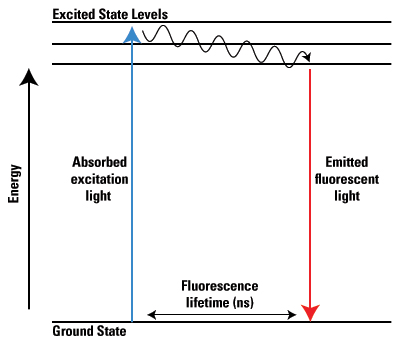 Excited State Levels
Energy
Absorbed
excitation
light
Emitted
fluorescent
light
Fluorescence
lifetime (ns)
Ground State